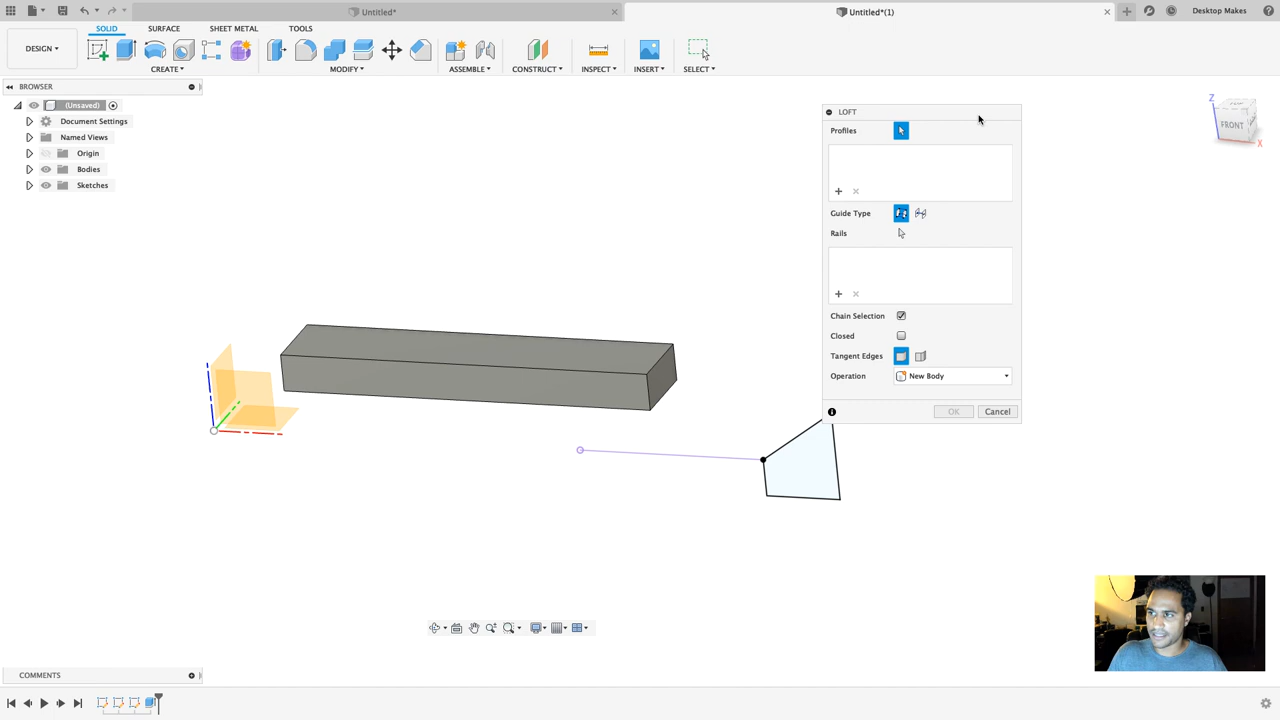 Untitled*
Untitled*(1)
Desktop Makes
SOLID
SURFACE
SHEET METAL
TOOLS
DESIGN
CREATE
MODIFY
ASSEMBLE
CONSTRUCT
INSPECT
INSERT
SELECT
BROWSER
(Unsaved)
Document Settings
Named Views
Origin
Bodies
Sketches
LOFT
Profiles
Guide Type
Rails
Chain Selection
Closed
Tangent Edges
Operation
New Body
OK
Cancel
Z
FRONT
X
COMMENTS